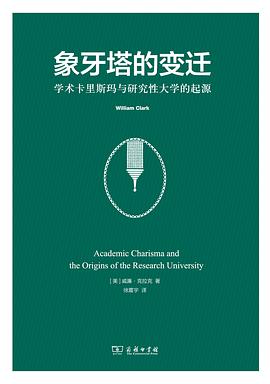 象牙塔的变迁
学术卡里斯玛与研究性大学的起源
William Clark
Academic Charisma and
the Origins of the Research University
［美］威廉·克拉克 著
徐震宇 译
商务印书馆
The Commercial Press